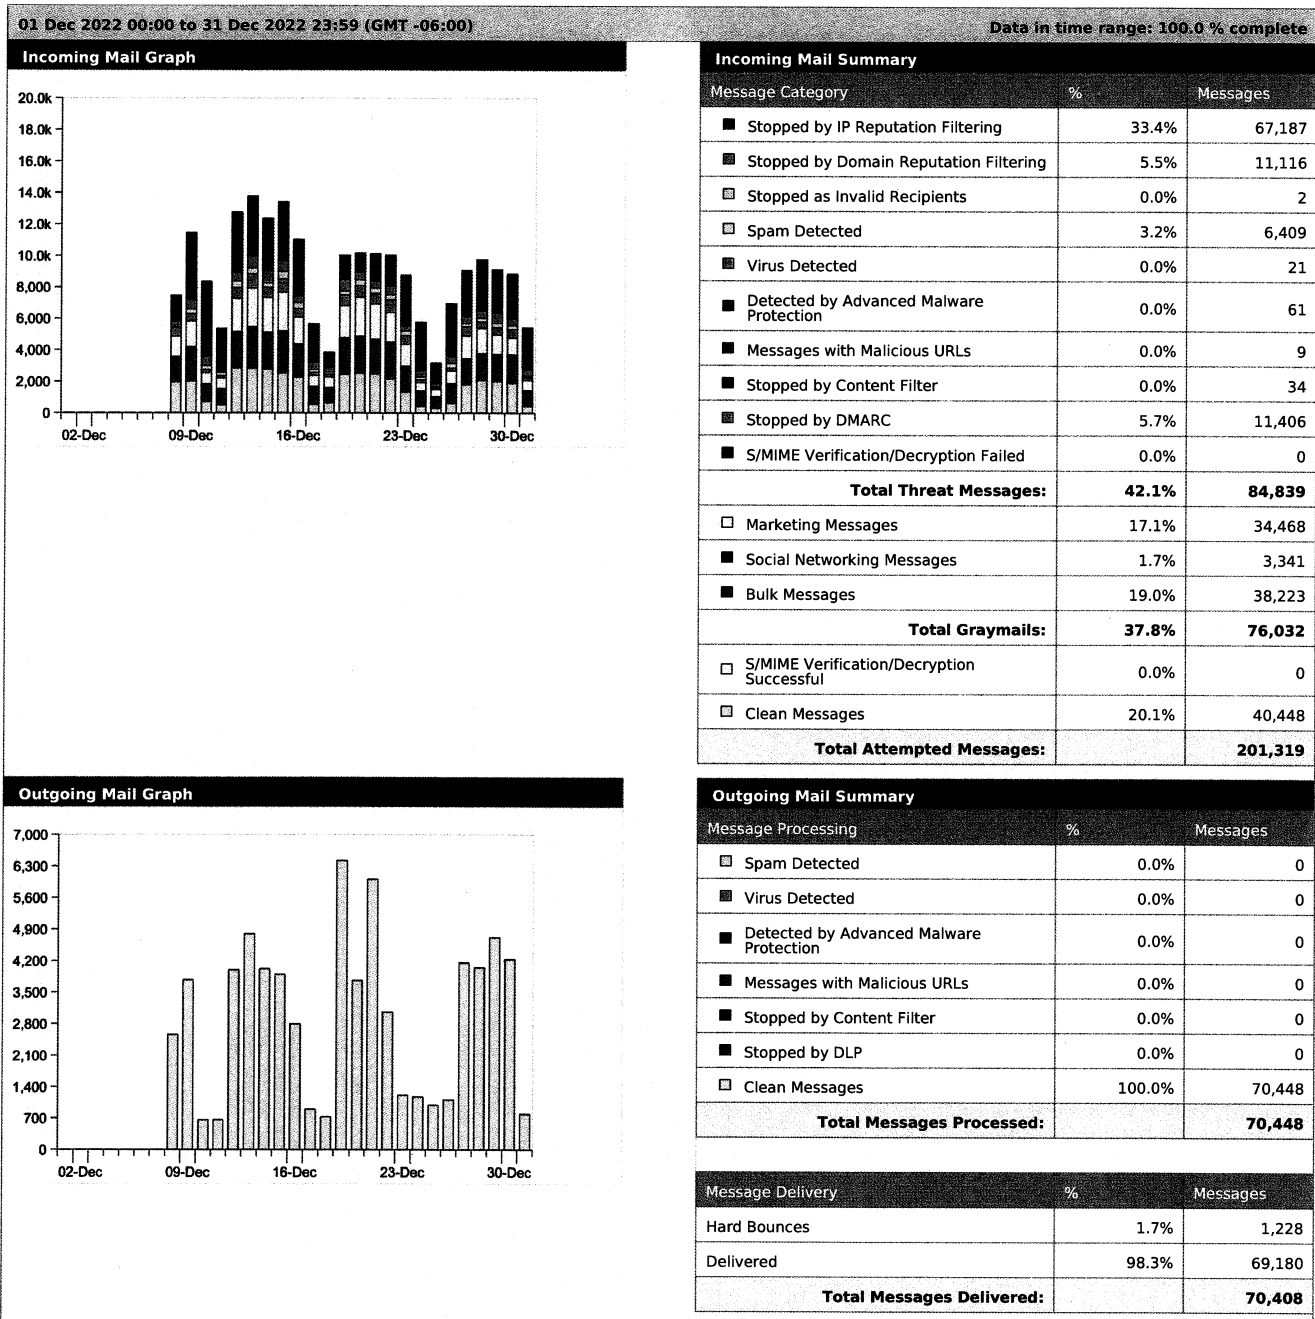 01 Dec 2022 00:00 to 31 Dec 2022 23:59 (GMT -06:00) Data in time range: 100.0 % complete
Incoming Mail Graph
20.0k
18.0k
16.0k
14.0k
12.0k
10.0k
8,000
6,000
4,000
2,000
0
02-Dec 09-Dec 16-Dec 23-Dec 30-Dec
Incoming Mail Summary
Message Category % Messages
Stopped by IP Reputation Filtering 33.4% 67,187
Stopped by Domain Reputation Filtering 5.5% 11,116
Stopped as Invalid Recipients 0.0% 2
Spam Detected 3.2% 6,409
Virus Detected 0.0% 21
Detected by Advanced Malware
Protection 0.0% 61
Messages with Malicious URLs 0.0% 9
Stopped by Content Filter 0.0% 34
Stopped by DMARC 5.7% 11,406
S/MIME Verification/Decryption Failed 0.0% 0
Total Threat Messages: 42.1% 84,839
Marketing Messages 17.1% 34,468
Social Networking Messages 1.7% 3,341
Bulk Messages 19.0% 38,223
Total Graymails: 37.8% 76,032
S/MIME Verification/Decryption
Successful 0.0% 0
Clean Messages 20.1% 40,448
Total Attempted Messages: 201,319
Outgoing Mail Graph
7,000
6,300
5,600
4,900
4,200
3,500
2,800
2,100
1,400
700
0
02-Dec 09-Dec 16-Dec 23-Dec 30-Dec
Outgoing Mail Summary
Message Processing % Messages
Spam Detected 0.0% 0
Virus Detected 0.0% 0
Detected by Advanced Malware
Protection 0.0% 0
Messages with Malicious URLs 0.0% 0
Stopped by Content Filter 0.0% 0
Stopped by DLP 0.0% 0
Clean Messages 100.0% 70,448
Total Messages Processed: 70,448
Message Delivery % Messages
Hard Bounces 1.7% 1,228
Delivered 98.3% 69,180
Total Messages Delivered: 70,408